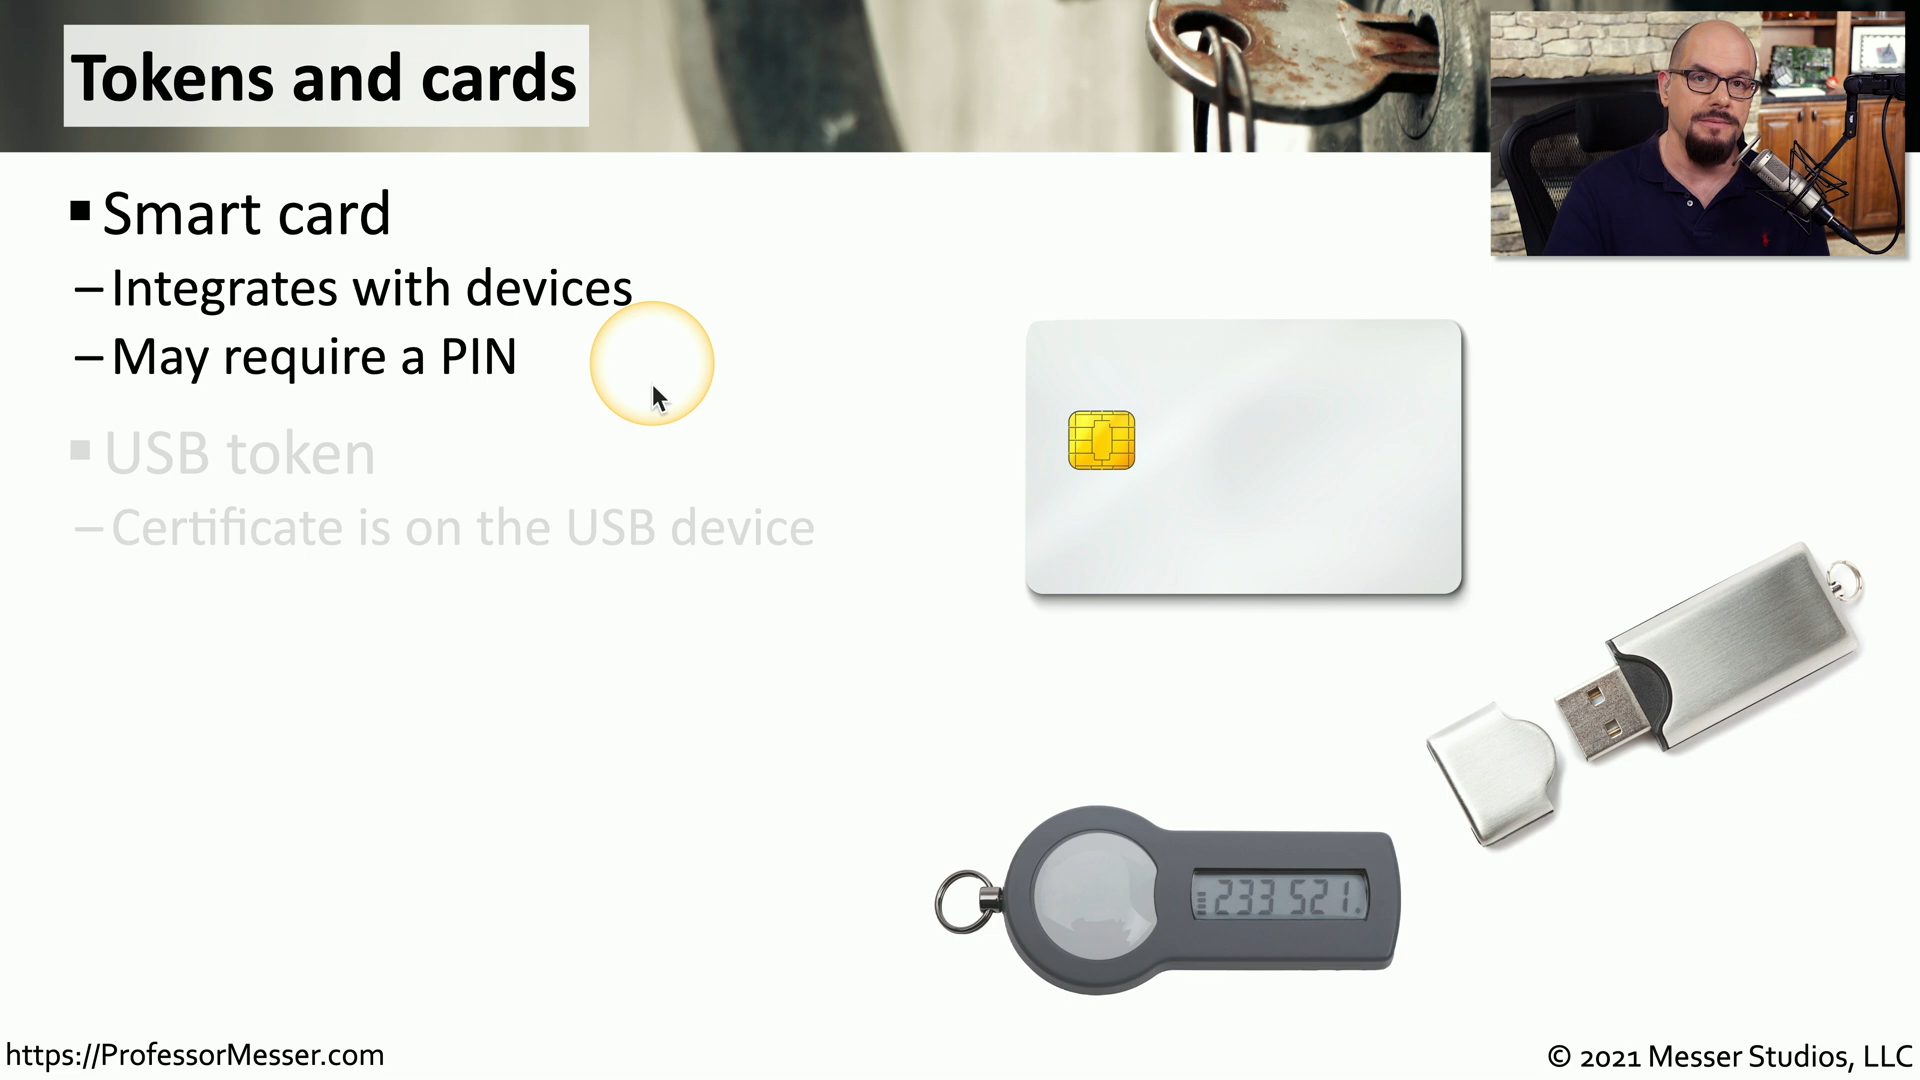 Tokens and cards
▪ Smart card
– Integrates with devices
– May require a PIN
▪ USB token
– Certificate is on the USB device
233 521
https://ProfessorMesser.com
© 2021 Messer Studios, LLC